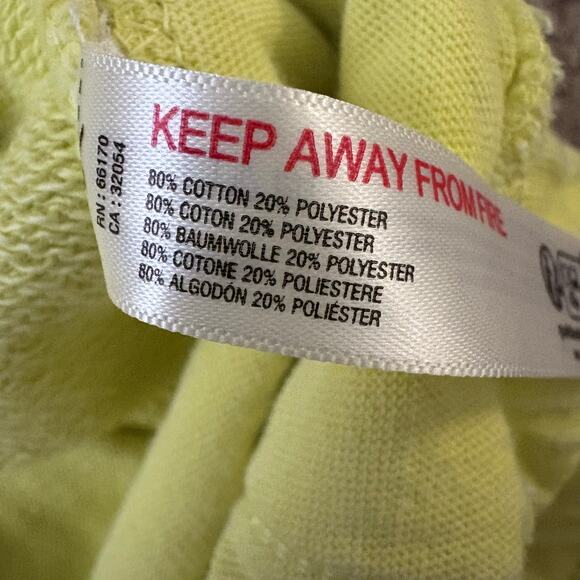 RN : 66170
CA : 32054
KEEP AWAY FROM FIRE
80% COTTON 20% POLYESTER
80% COTON 20% POLYESTER
80% BAUMWOLLE 20% POLYESTER
80% COTONE 20% POLIESTERE
80% ALGODÓN 20% POLIÉSTER